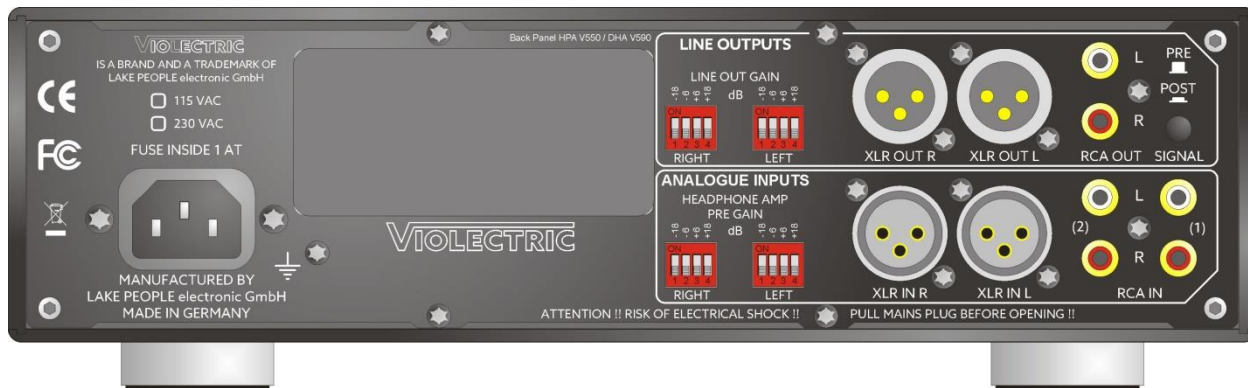 VIOLECTRIC
IS A BRAND AND A TRADEMARK OF
LAKE PEOPLE electronic GmbH
115 VAC
230 VAC
FUSE INSIDE 1 AT
MANUFACTURED BY
LAKE PEOPLE electronic GmbH
MADE IN GERMANY
CE
FC
Back Panel HPA V550 / DHA V590
VIOLECTRIC
LINE OUTPUTS
LINE OUT GAIN
-18 -6 +6 +18 dB -18 -6 +6 +18
ON
1 2 3 4 1 2 3 4
RIGHT LEFT
XLR OUT R XLR OUT L
L
R
RCA OUT
PRE
POST
SIGNAL
ANALOGUE INPUTS
HEADPHONE AMP
PRE GAIN
-18 -6 +6 +18 dB -18 -6 +6 +18
ON
1 2 3 4 1 2 3 4
RIGHT LEFT
XLR IN R XLR IN L
L
(2) (1)
R
RCA IN
ATTENTION !! RISK OF ELECTRICAL SHOCK !! PULL MAINS PLUG BEFORE OPENING !!